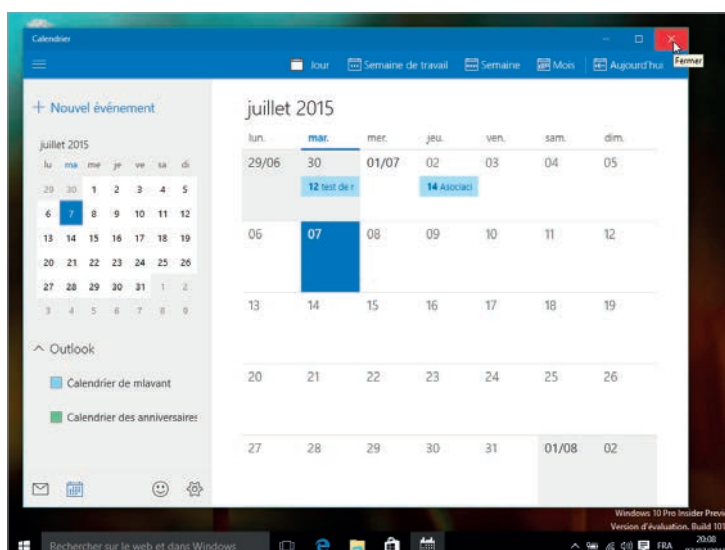 Calendrier
Fermer
Jour Semaine de travail Semaine Mois Aujourd'hui
+ Nouvel événement
juillet 2015
lu ma me je ve sa di
29 30 1 2 3 4 5
6 7 8 9 10 11 12
13 14 15 16 17 18 19
20 21 22 23 24 25 26
27 28 29 30 31 1 2
3 4 5 6 7 8 9
Outlook
Calendrier de mlavant
Calendrier des anniversaires
juillet 2015
lun. mar. mer. jeu. ven. sam. dim.
29/06 30 01/07 02 03 04 05
12 test de r 14 Asociaci
06 07 08 09 10 11 12
13 14 15 16 17 18 19
20 21 22 23 24 25 26
27 28 29 30 31 01/08 02
Windows 10 Pro Insider Previ
Version d'évaluation. Build 101
Rechercher sur le web et dans Windows
FRA 20:08